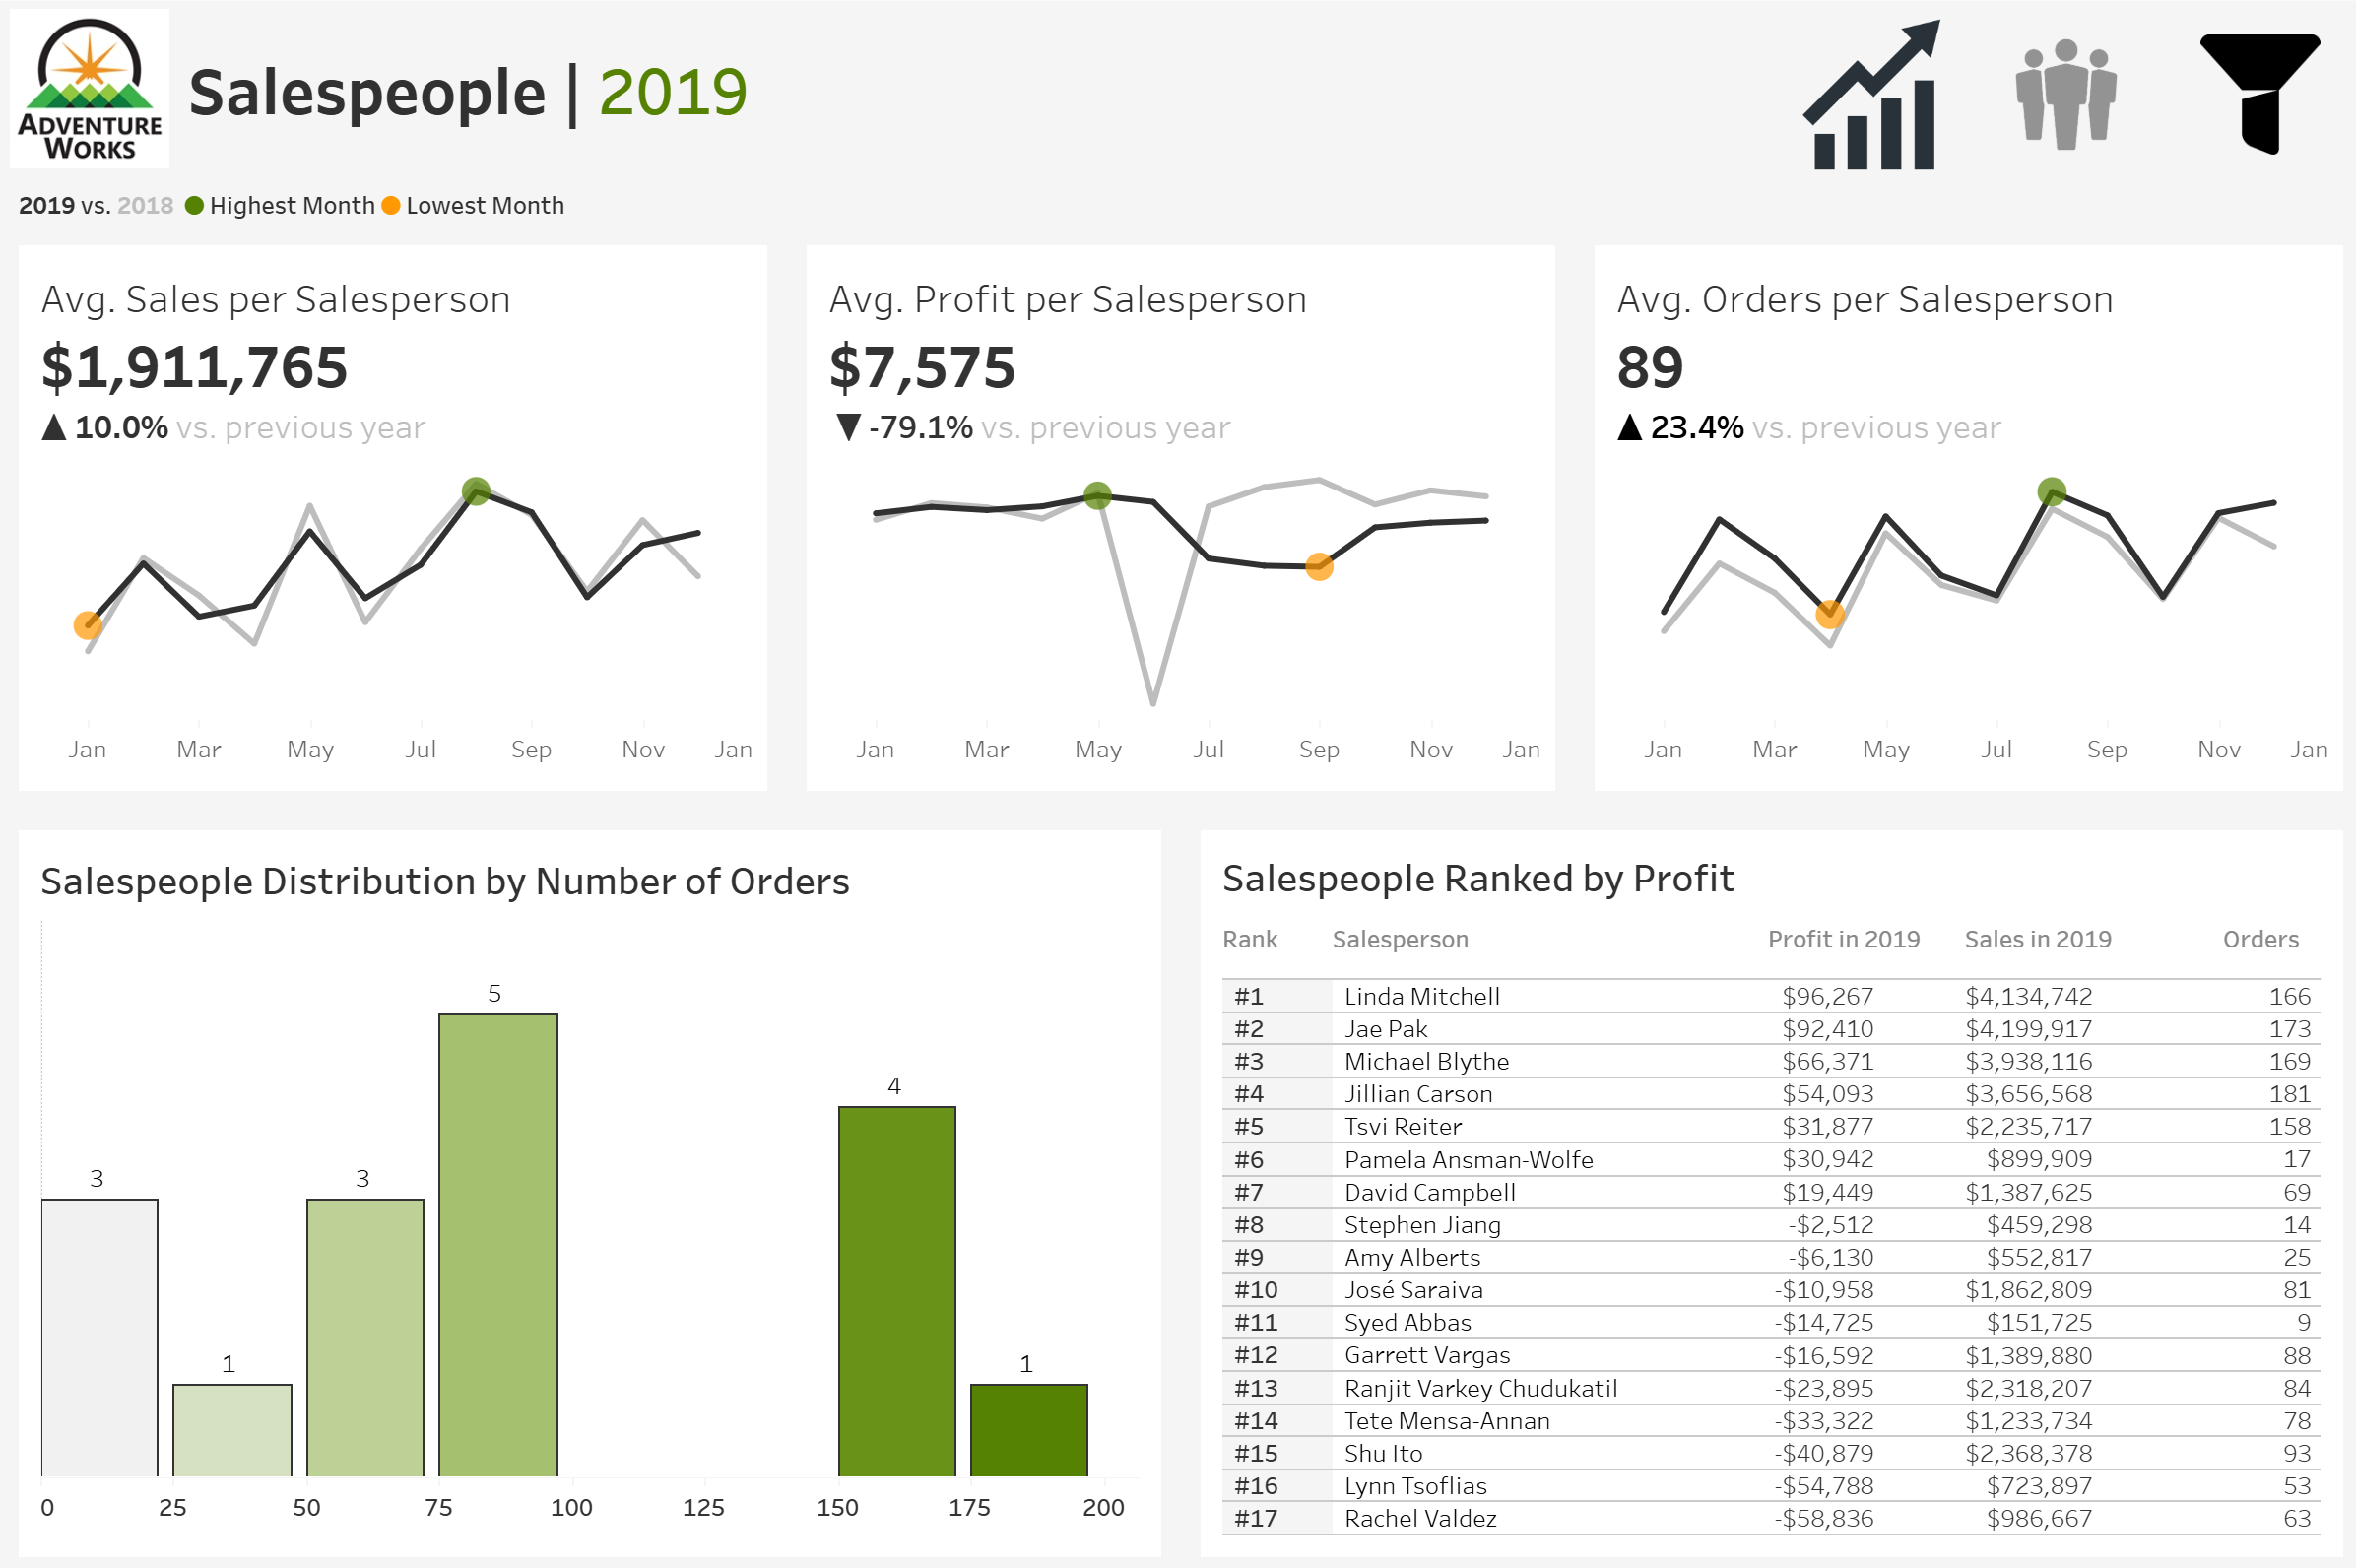 ADVENTURE
WORKS
Salespeople | 2019
2019 vs. 2018 Highest Month Lowest Month
Avg. Sales per Salesperson
$1,911,765
▲ 10.0% vs. previous year
Jan Mar May Jul Sep Nov Jan
Avg. Profit per Salesperson
$7,575
▼ -79.1% vs. previous year
Jan Mar May Jul Sep Nov Jan
Avg. Orders per Salesperson
89
▲ 23.4% vs. previous year
Jan Mar May Jul Sep Nov Jan
Salespeople Distribution by Number of Orders
3 1 3 5 4 1
0 25 50 75 100 125 150 175 200
Salespeople Ranked by Profit
Rank Salesperson Profit in 2019 Sales in 2019 Orders
#1 Linda Mitchell $96,267 $4,134,742 166
#2 Jae Pak $92,410 $4,199,917 173
#3 Michael Blythe $66,371 $3,938,116 169
#4 Jillian Carson $54,093 $3,656,568 181
#5 Tsvi Reiter $31,877 $2,235,717 158
#6 Pamela Ansman-Wolfe $30,942 $899,909 17
#7 David Campbell $19,449 $1,387,625 69
#8 Stephen Jiang -$2,512 $459,298 14
#9 Amy Alberts -$6,130 $552,817 25
#10 José Saraiva -$10,958 $1,862,809 81
#11 Syed Abbas -$14,725 $151,725 9
#12 Garrett Vargas -$16,592 $1,389,880 88
#13 Ranjit Varkey Chudukatil -$23,895 $2,318,207 84
#14 Tete Mensa-Annan -$33,322 $1,233,734 78
#15 Shu Ito -$40,879 $2,368,378 93
#16 Lynn Tsoflias -$54,788 $723,897 53
#17 Rachel Valdez -$58,836 $986,667 63